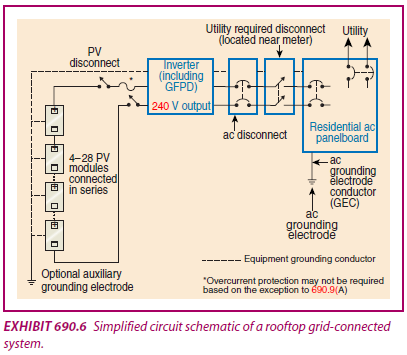 Utility required disconnect
(located near meter)
Utility
PV
disconnect
*
Inverter
(including
GFPD)
240 V output
ac disconnect
Residential ac
panelboard
4–28 PV
modules
connected
in series
ac
grounding
electrode
conductor
(GEC)
ac
grounding
electrode
Equipment grounding conductor
Optional auxiliary
grounding electrode
*Overcurrent protection may not be required
based on the exception to 690.9(A)
EXHIBIT 690.6 Simplified circuit schematic of a rooftop grid-connected
system.